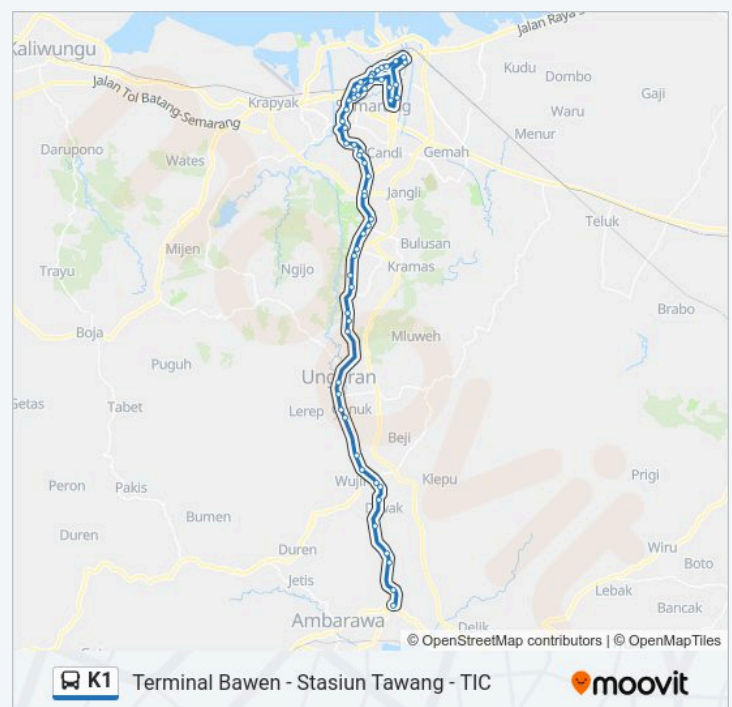 Jalan Raya S
Kaliwungu
Kudu
Dombo
Jalan Tol Batang-Semarang
Krapyak
Semarang
Waru
Gaji
Menur
Darupono
Wates
Candi
Gemah
Jangli
Teluk
Mijen
Bulusan
Trayu
Ngijo
Kramas
Brabo
Boja
Puguh
Mluweh
Ungaran
Getas
Tabet
Lerep
Beji
Peron
Pakis
Klepu
Prigi
Bumen
Duren
Duren
Wiru
Boto
Jetis
Lebak
Bancak
Ambarawa
Delik
© OpenStreetMap contributors | © OpenMapTiles
K1 Terminal Bawen - Stasiun Tawang - TIC
moovit